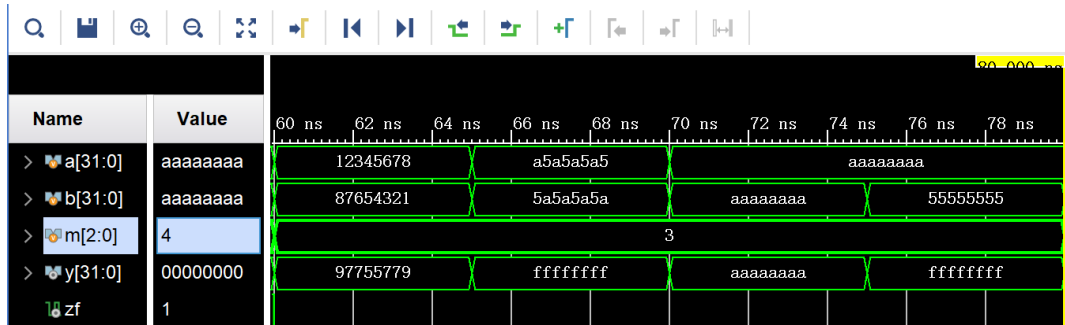 80.000 ns
Name Value
60 ns 62 ns 64 ns 66 ns 68 ns 70 ns 72 ns 74 ns 76 ns 78 ns
a[31:0] aaaaaaaa 12345678 a5a5a5a5 aaaaaaaa
b[31:0] aaaaaaaa 87654321 5a5a5a5a aaaaaaaa 55555555
m[2:0] 4 3
y[31:0] 00000000 97755779 ffffffff aaaaaaaa ffffffff
zf 1